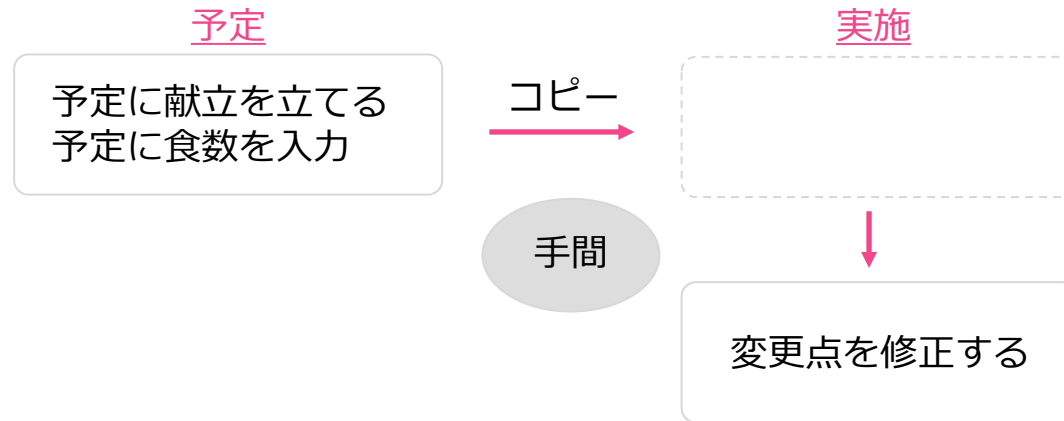 予定
実施
予定に献立を立てる
予定に食数を入力
コピー
手間
変更点を修正する